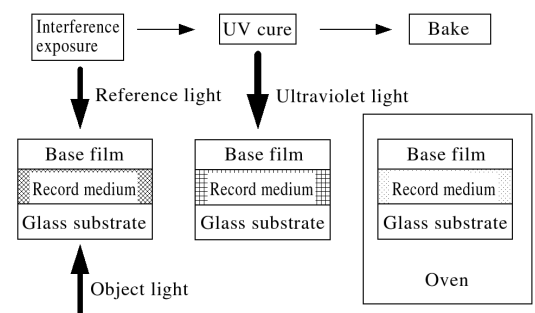 Interference
exposure
UV cure
Bake
Reference light
Ultraviolet light
Base film
Record medium
Glass substrate
Base film
Record medium
Glass substrate
Base film
Record medium
Glass substrate
Oven
Object light